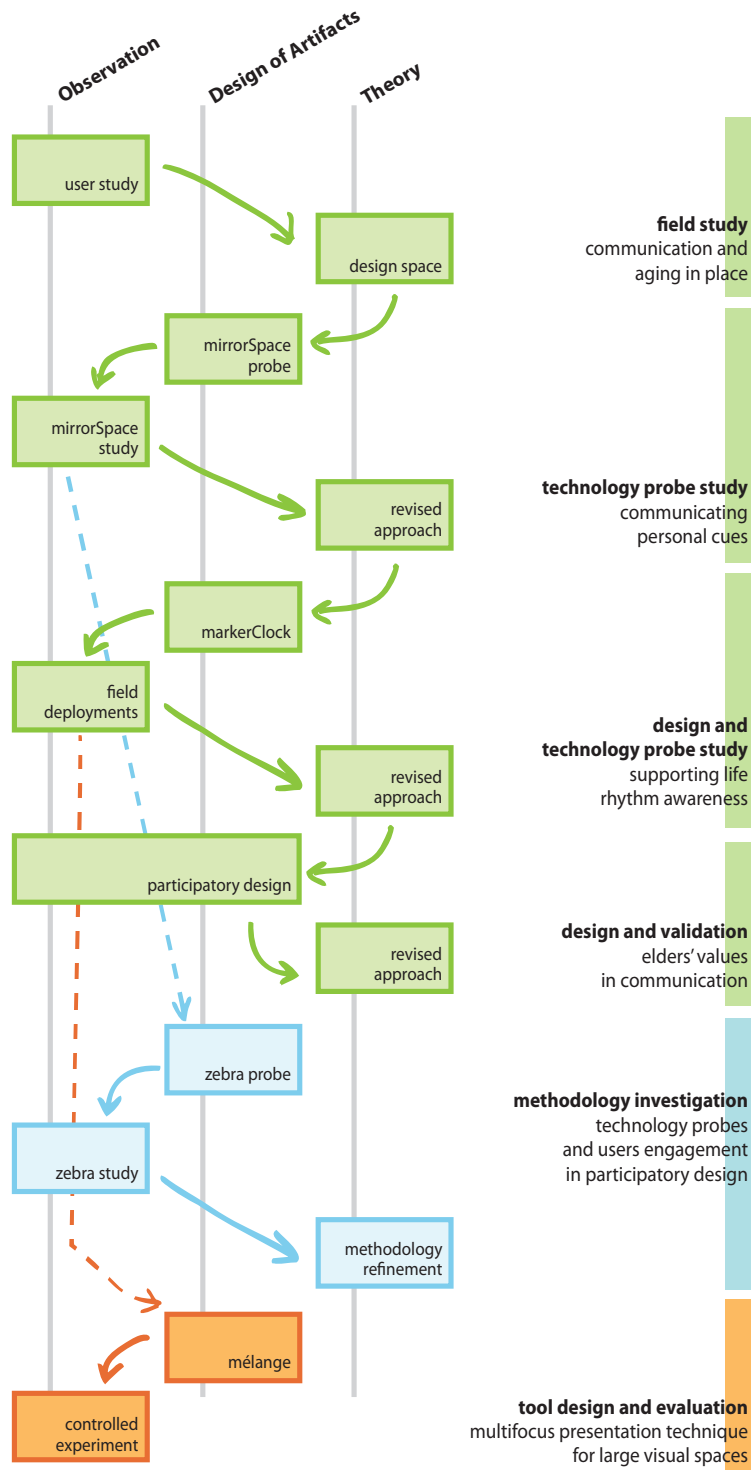 Observation
Design of Artifacts
Theory
user study
design space
field study
communication and
aging in place
mirrorSpace
probe
mirrorSpace
study
revised
approach
technology probe study
communicating
personal cues
markerClock
field
deployments
revised
approach
design and
technology probe study
supporting life
rhythm awareness
participatory design
revised
approach
design and validation
elders' values
in communication
zebra probe
zebra study
methodology
refinement
methodology investigation
technology probes
and users engagement
in participatory design
mélange
controlled
experiment
tool design and evaluation
multifocus presentation technique
for large visual spaces